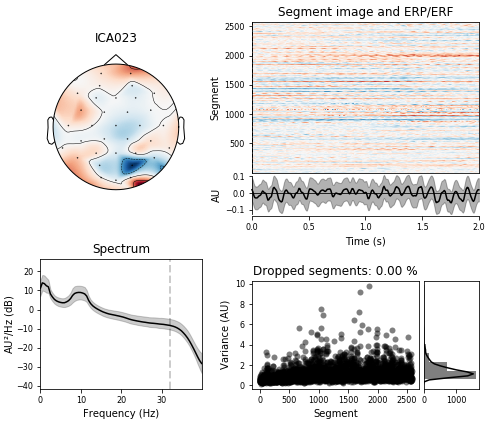 ICA023
Segment image and ERP/ERF
2500
2000
1500
1000
500
Segment
0.1
0.0
−0.1
AU
0.0 0.5 1.0 1.5 2.0
Time (s)
Spectrum
20
10
0
−10
−20
−30
−40
AU²/Hz (dB)
0 10 20 30
Frequency (Hz)
Dropped segments: 0.00 %
10
8
6
4
2
0
Variance (AU)
0 500 1000 1500 2000 2500
Segment
0 1000